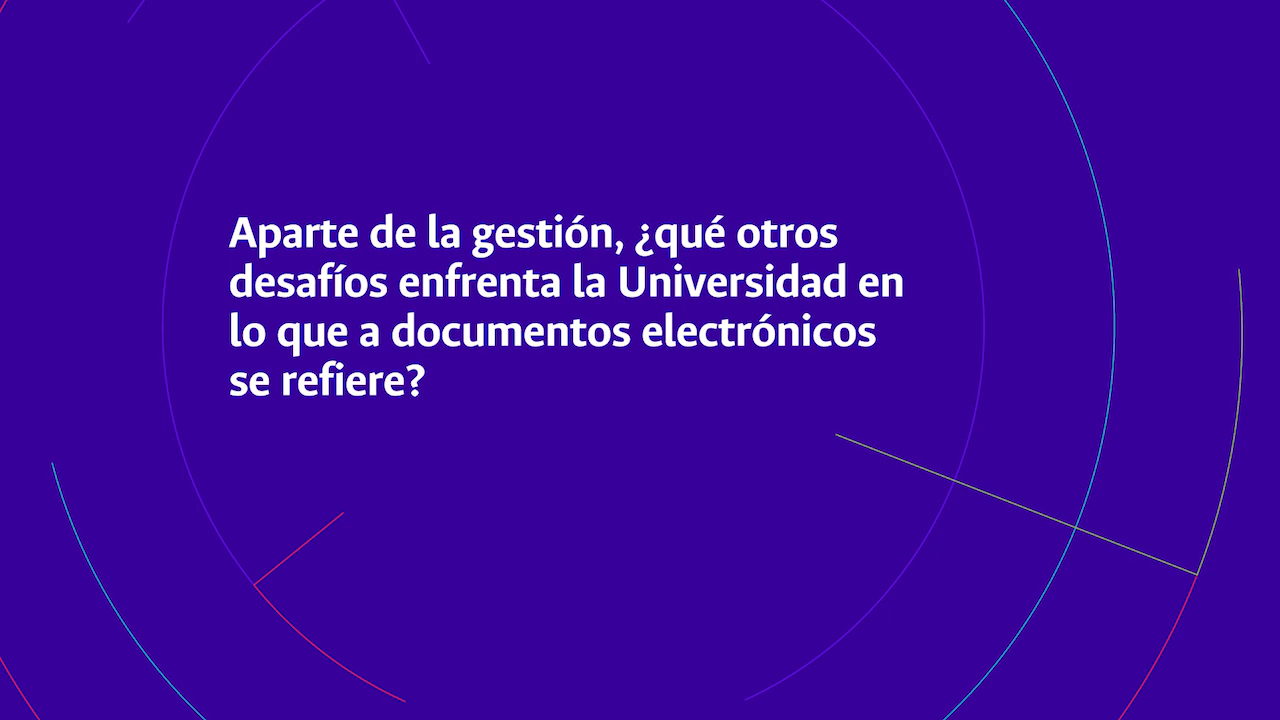 Aparte de la gestión, ¿qué otros
desafíos enfrenta la Universidad en
lo que a documentos electrónicos
se refiere?